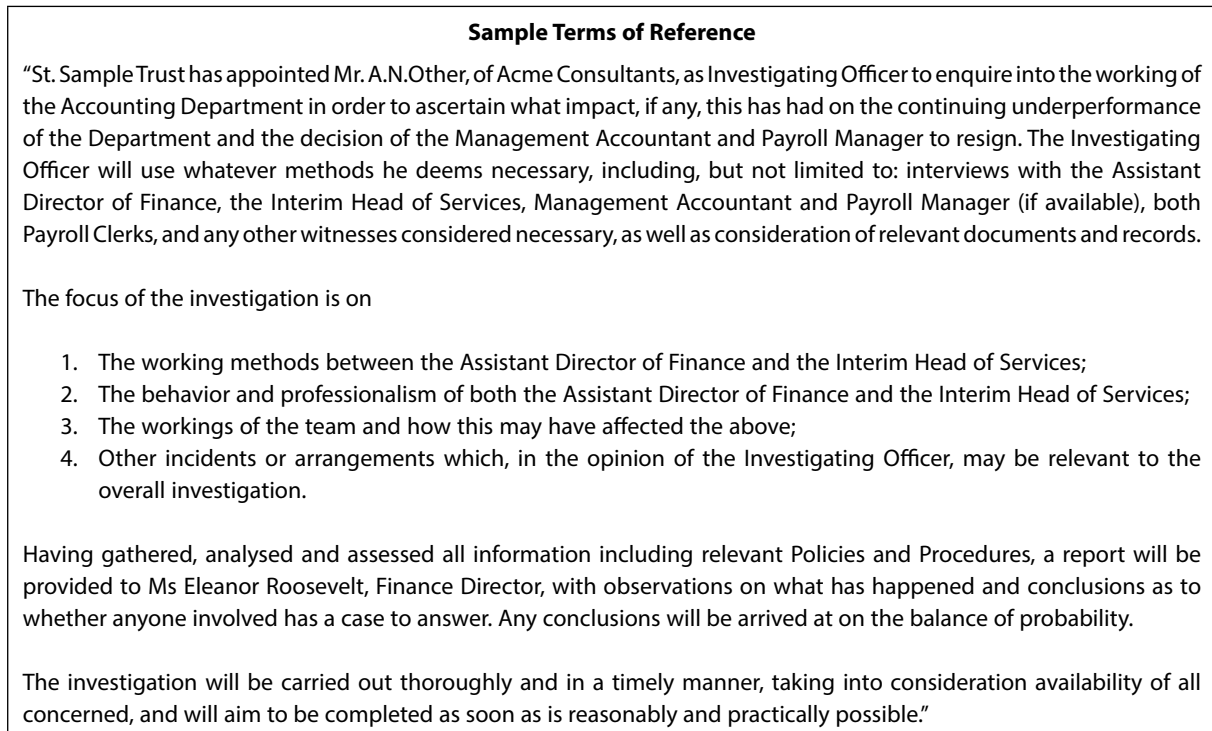 Sample Terms of Reference
“St. Sample Trust has appointed Mr. A.N.Other, of Acme Consultants, as Investigating Officer to enquire into the working of
the Accounting Department in order to ascertain what impact, if any, this has had on the continuing underperformance
of the Department and the decision of the Management Accountant and Payroll Manager to resign. The Investigating
Officer will use whatever methods he deems necessary, including, but not limited to: interviews with the Assistant
Director of Finance, the Interim Head of Services, Management Accountant and Payroll Manager (if available), both
Payroll Clerks, and any other witnesses considered necessary, as well as consideration of relevant documents and records.
The focus of the investigation is on
1. The working methods between the Assistant Director of Finance and the Interim Head of Services;
2. The behavior and professionalism of both the Assistant Director of Finance and the Interim Head of Services;
3. The workings of the team and how this may have affected the above;
4. Other incidents or arrangements which, in the opinion of the Investigating Officer, may be relevant to the
overall investigation.
Having gathered, analysed and assessed all information including relevant Policies and Procedures, a report will be
provided to Ms Eleanor Roosevelt, Finance Director, with observations on what has happened and conclusions as to
whether anyone involved has a case to answer. Any conclusions will be arrived at on the balance of probability.
The investigation will be carried out thoroughly and in a timely manner, taking into consideration availability of all
concerned, and will aim to be completed as soon as is reasonably and practically possible.”